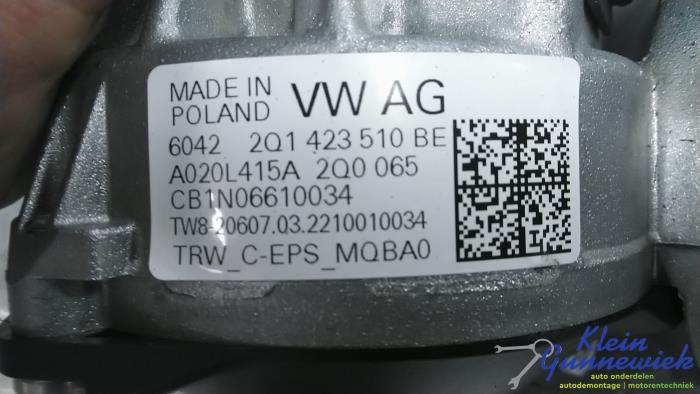 MADE IN
POLAND VW AG
6042 2Q1 423 510 BE
A020L415A 2Q0 065
CB1N06610034
TW8-20607.03.2210010034
TRW_C-EPS_MQBA0
Klein
Gunnewiek
auto onderdelen
autodemontage | motorentechniek